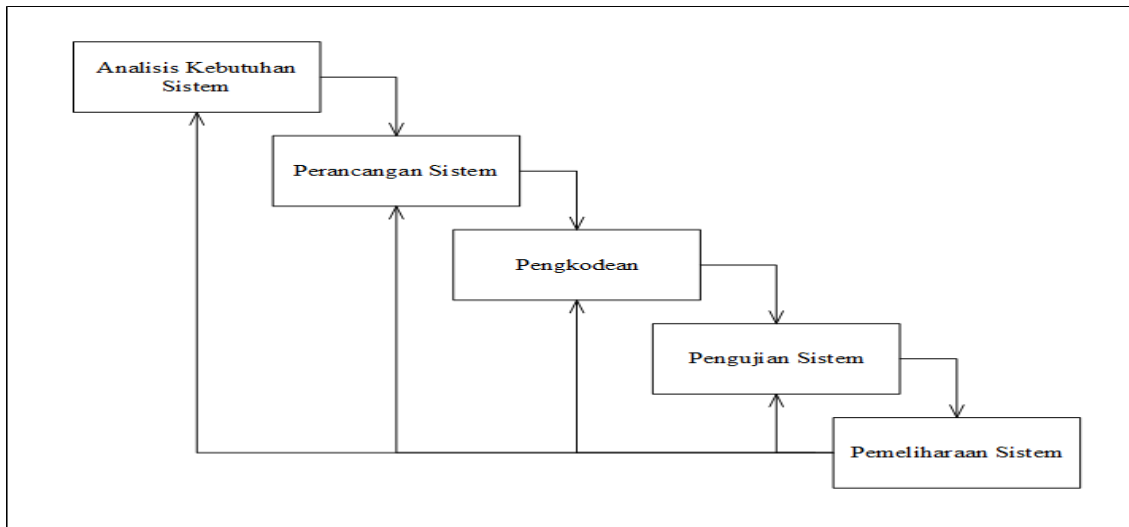 Analisis Kebutuhan
Sistem
Perancangan Sistem
Pengkodean
Pengujian Sistem
Pemeliharaan Sistem